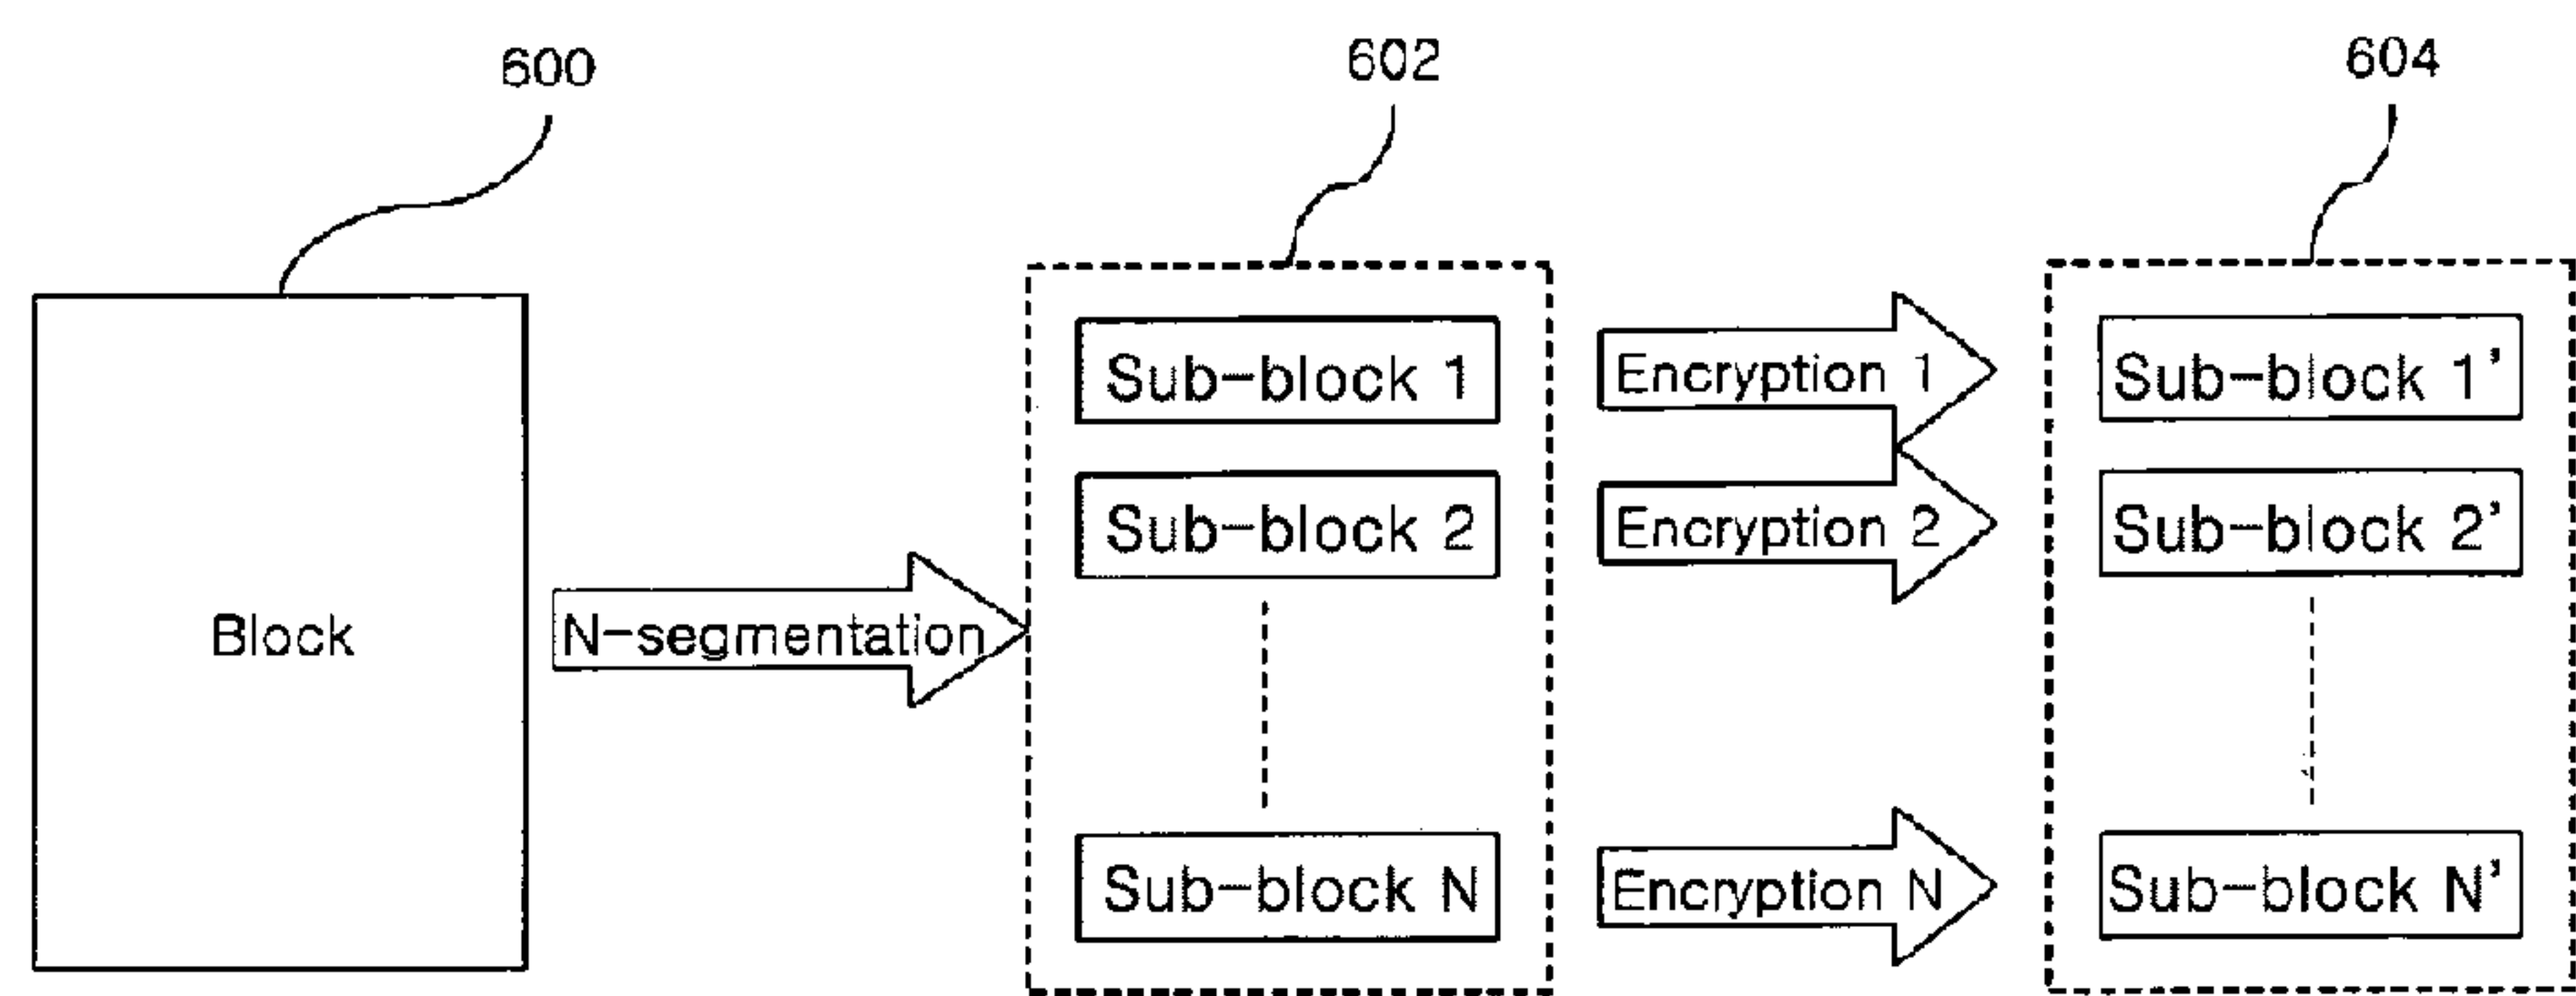 600
602
604
Block
N-segmentation
Sub-block 1
Sub-block 2
Sub-block N
Encryption 1
Encryption 2
Encryption N
Sub-block 1'
Sub-block 2'
Sub-block N'